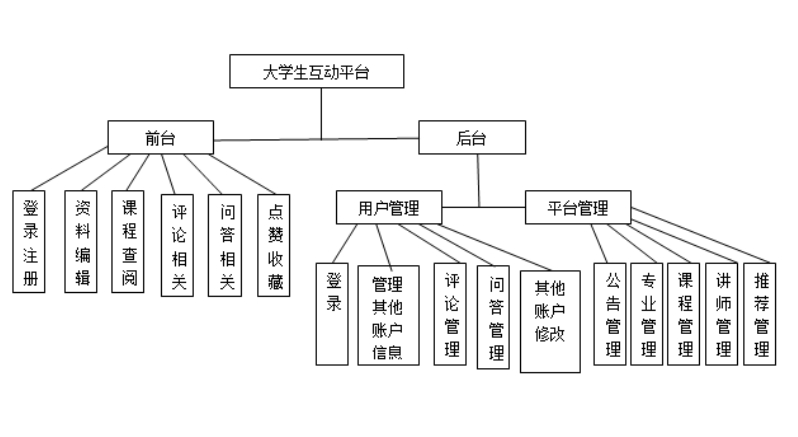 大学生互动平台
前台
后台
登录注册
资料编辑
课程查阅
评论相关
问答相关
点赞收藏
用户管理
平台管理
登录
管理
其他
账户
信息
评论管理
问答管理
其他
账户
修改
公告管理
专业管理
课程管理
讲师管理
推荐管理